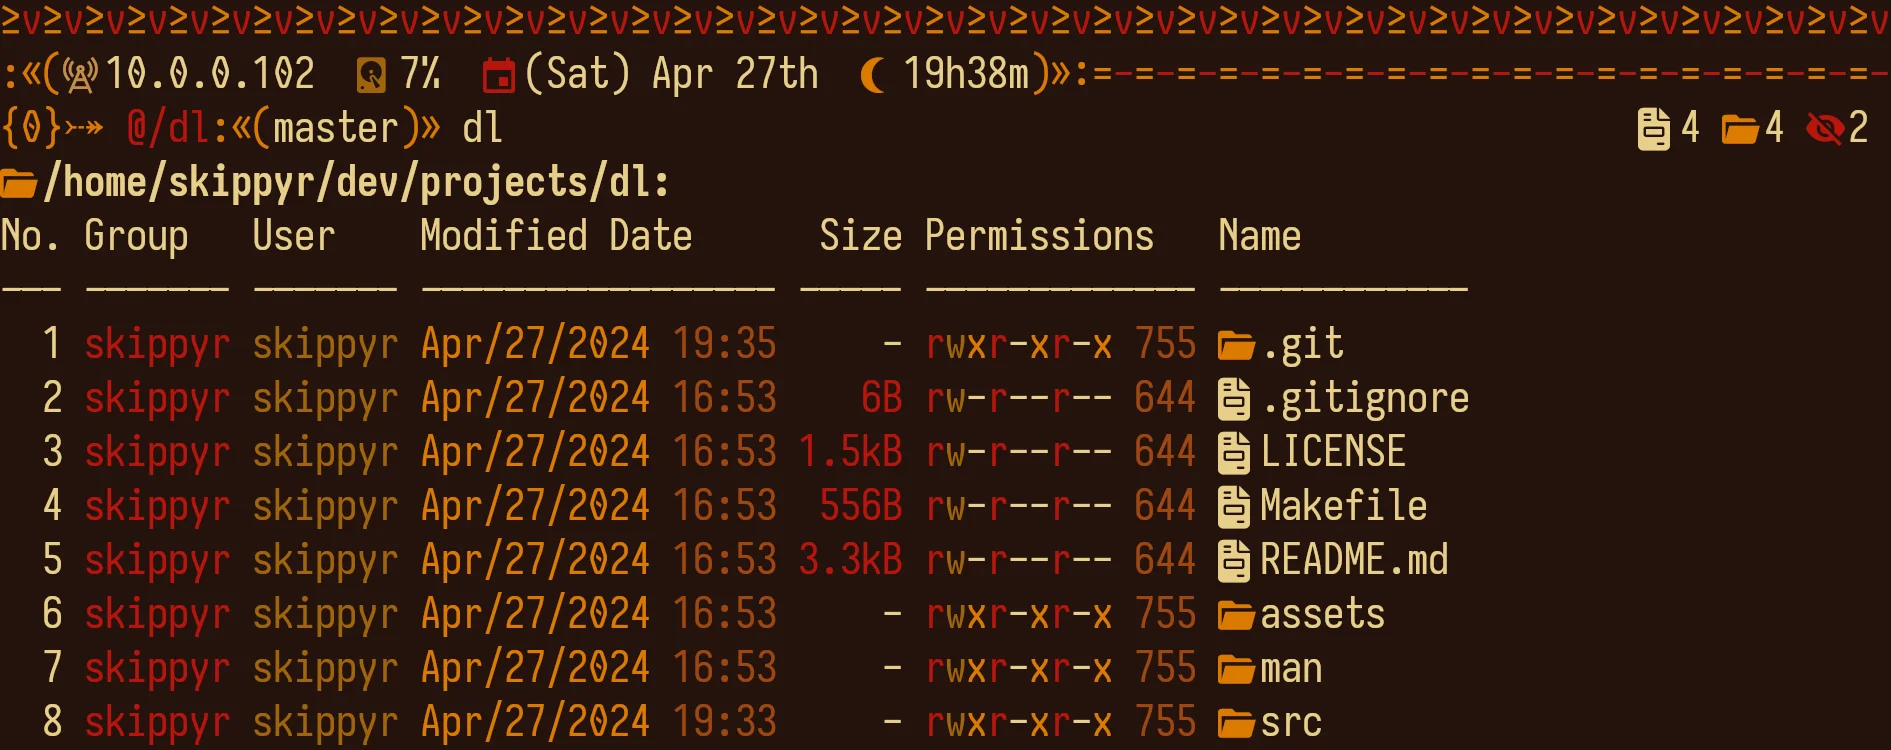 ≥v≥v≥v≥v≥v≥v≥v≥v≥v≥v≥v≥v≥v≥v≥v≥v≥v≥v≥v≥v≥v≥v≥v≥v≥v≥v≥v≥v≥v≥v≥v≥v≥v≥v≥v≥v≥v≥v≥v≥v≥v≥v≥v≥v≥v
:«(10.0.0.102 7% (Sat) Apr 27th 19h38m)»:=-=-=-=-=-=-=-=-=-=-=-=-=-=-=-=-=-=-=-
{0}⤐ @/dl:«(master)» dl 4 4 2
/home/skippyr/dev/projects/dl:
No. Group User Modified Date Size Permissions Name
--- ------- ------- ----------------- ----- ------------- ------------
1 skippyr skippyr Apr/27/2024 19:35 - rwxr-xr-x 755 .git
2 skippyr skippyr Apr/27/2024 16:53 6B rw-r--r-- 644 .gitignore
3 skippyr skippyr Apr/27/2024 16:53 1.5kB rw-r--r-- 644 LICENSE
4 skippyr skippyr Apr/27/2024 16:53 556B rw-r--r-- 644 Makefile
5 skippyr skippyr Apr/27/2024 16:53 3.3kB rw-r--r-- 644 README.md
6 skippyr skippyr Apr/27/2024 16:53 - rwxr-xr-x 755 assets
7 skippyr skippyr Apr/27/2024 16:53 - rwxr-xr-x 755 man
8 skippyr skippyr Apr/27/2024 19:33 - rwxr-xr-x 755 src